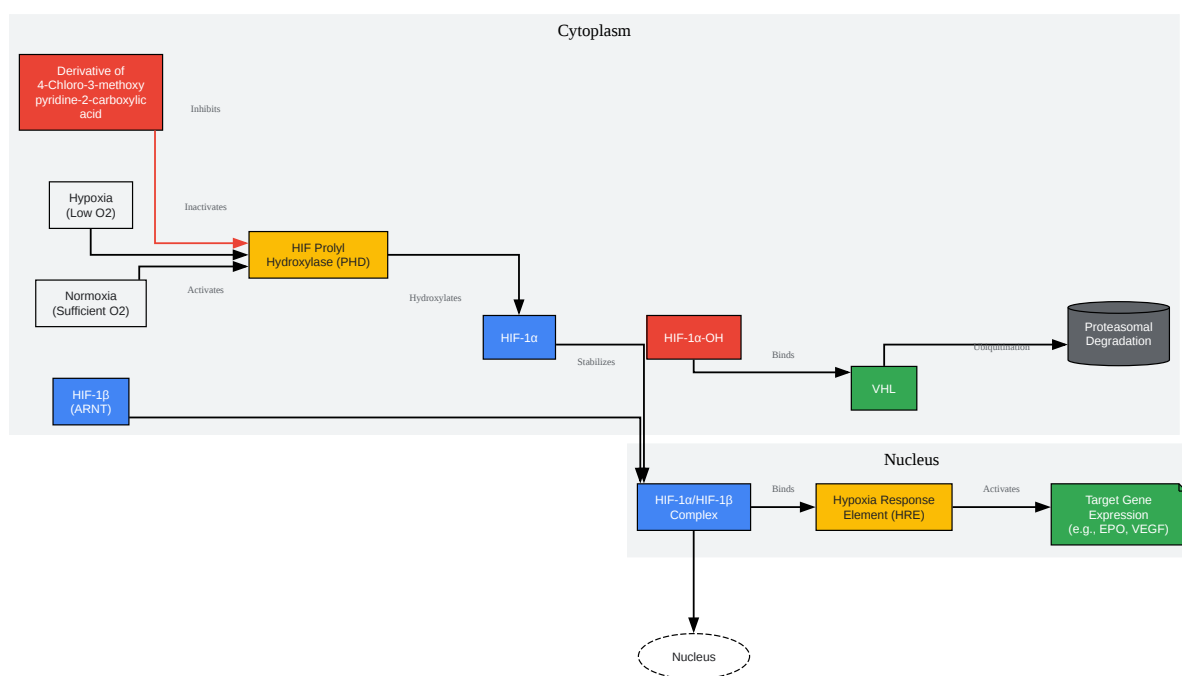 Cytoplasm
Derivative of
4-Chloro-3-methoxy
pyridine-2-carboxylic
acid
Inhibits
Hypoxia
(Low O2)
Inactivates
HIF Prolyl
Hydroxylase (PHD)
Normoxia
(Sufficient O2)
Activates
Hydroxylates
HIF-1α
Stabilizes
HIF-1α-OH
Binds
VHL
Ubiquitination
Proteasomal
Degradation
HIF-1β
(ARNT)
Nucleus
HIF-1α/HIF-1β
Complex
Binds
Hypoxia Response
Element (HRE)
Activates
Target Gene
Expression
(e.g., EPO, VEGF)
Nucleus